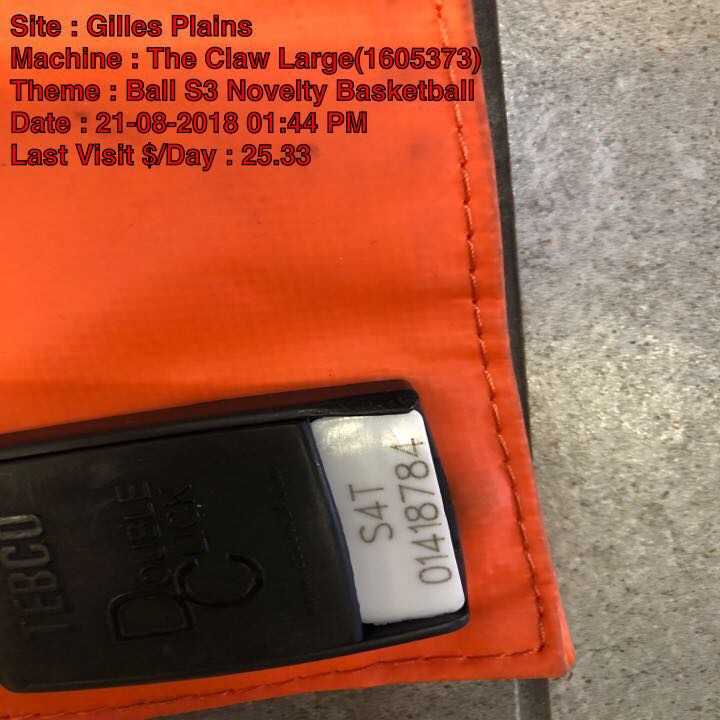 Site : Gilles Plains
Machine : The Claw Large(1605373)
Theme : Ball S3 Novelty Basketball
Date : 21-08-2018 01:44 PM
Last Visit $/Day : 25.33
S4T
01418784
DOUBLE
CLICK
TEBCO